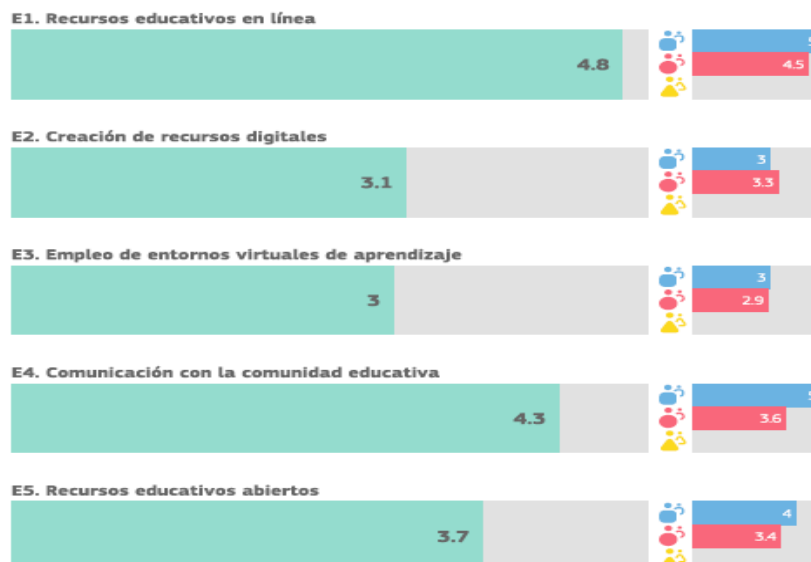 E1. Recursos educativos en línea
4.8
4.5
E2. Creación de recursos digitales
3.1
3
3.3
E3. Empleo de entornos virtuales de aprendizaje
3
3
2.9
E4. Comunicación con la comunidad educativa
4.3
3.6
E5. Recursos educativos abiertos
3.7
4
3.4